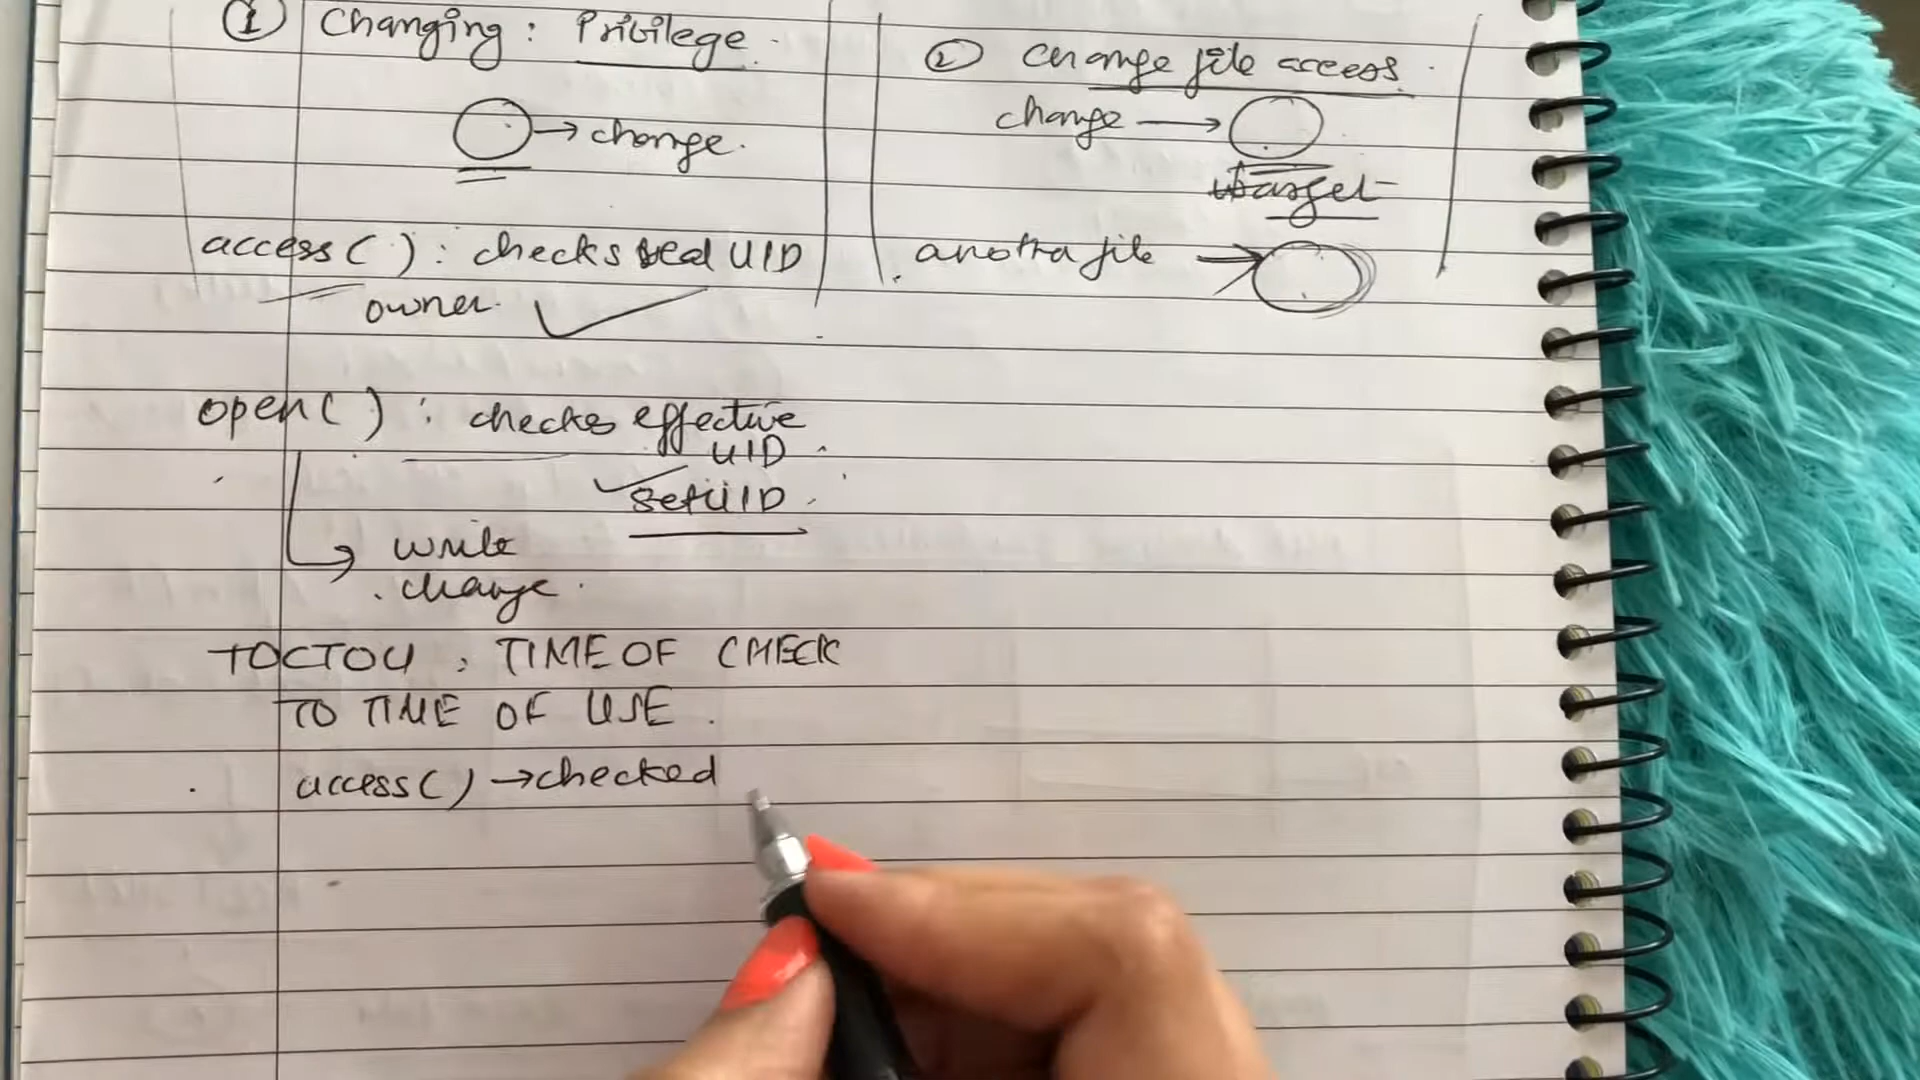 ① Changing: Privilege.
→ change.
access( ): checks real UID
owner.
② Change file access.
change →
target
another file →
open( ): checks effective
UID.
setUID.
write
change.
TOCTOU: TIME OF CHECK
TO TIME OF USE.
access() → checked